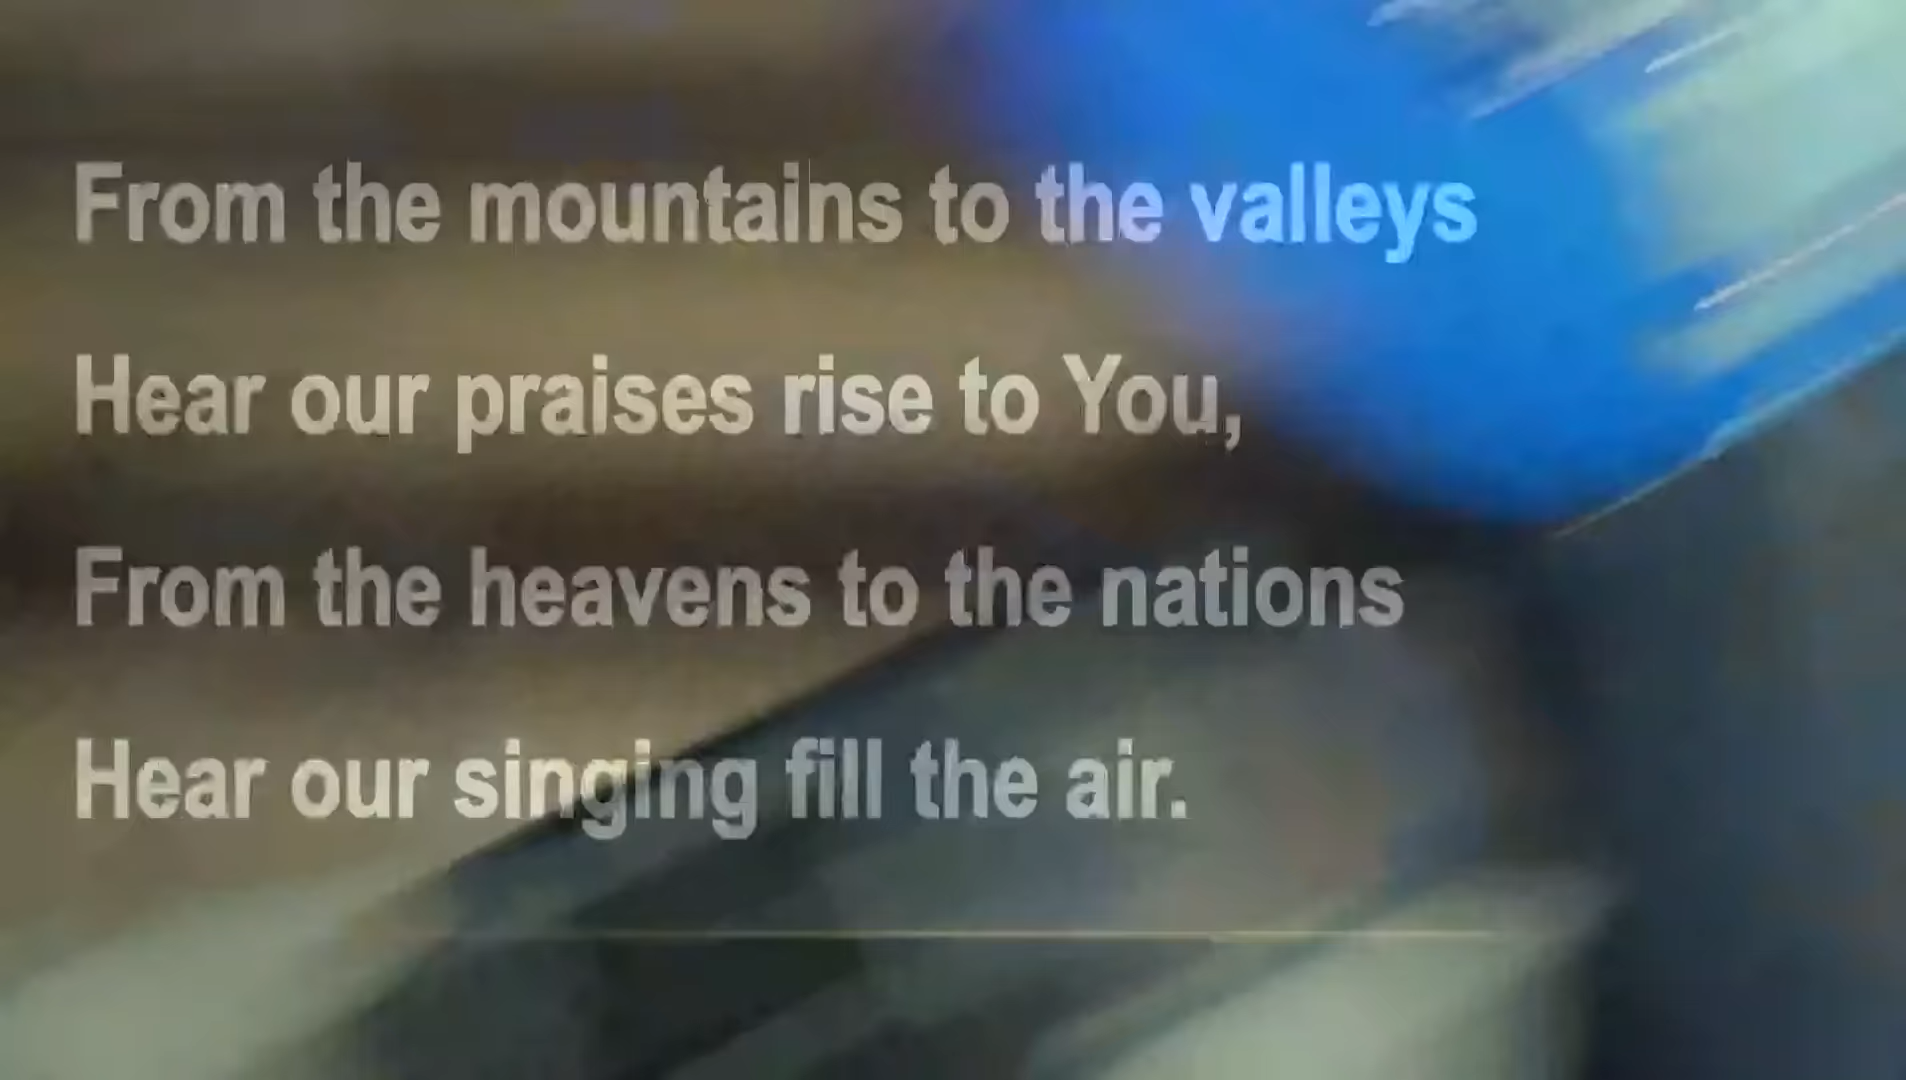 From the mountains to the valleys
Hear our praises rise to You,
From the heavens to the nations
Hear our singing fill the air.